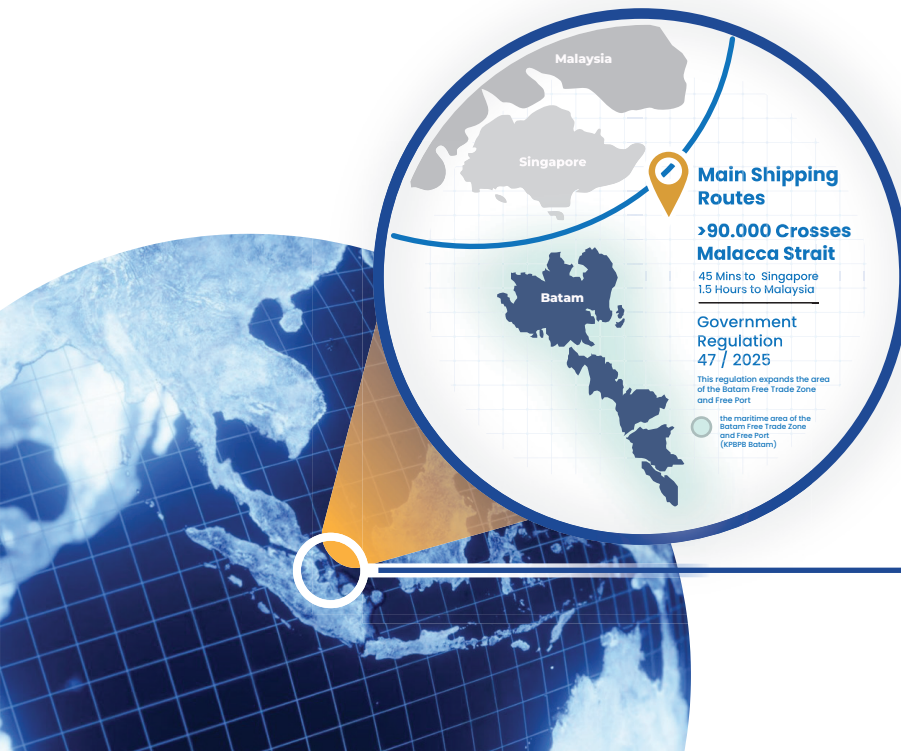 Malaysia
Singapore
Main Shipping
Routes
>90.000 Crosses
Malacca Strait
45 Mins to Singapore
1.5 Hours to Malaysia
Batam
Government
Regulation
47 / 2025
This regulation expands the area
of the Batam Free Trade Zone
and Free Port
the maritime area of the
Batam Free Trade Zone
and Free Port
(KPBPB Batam)